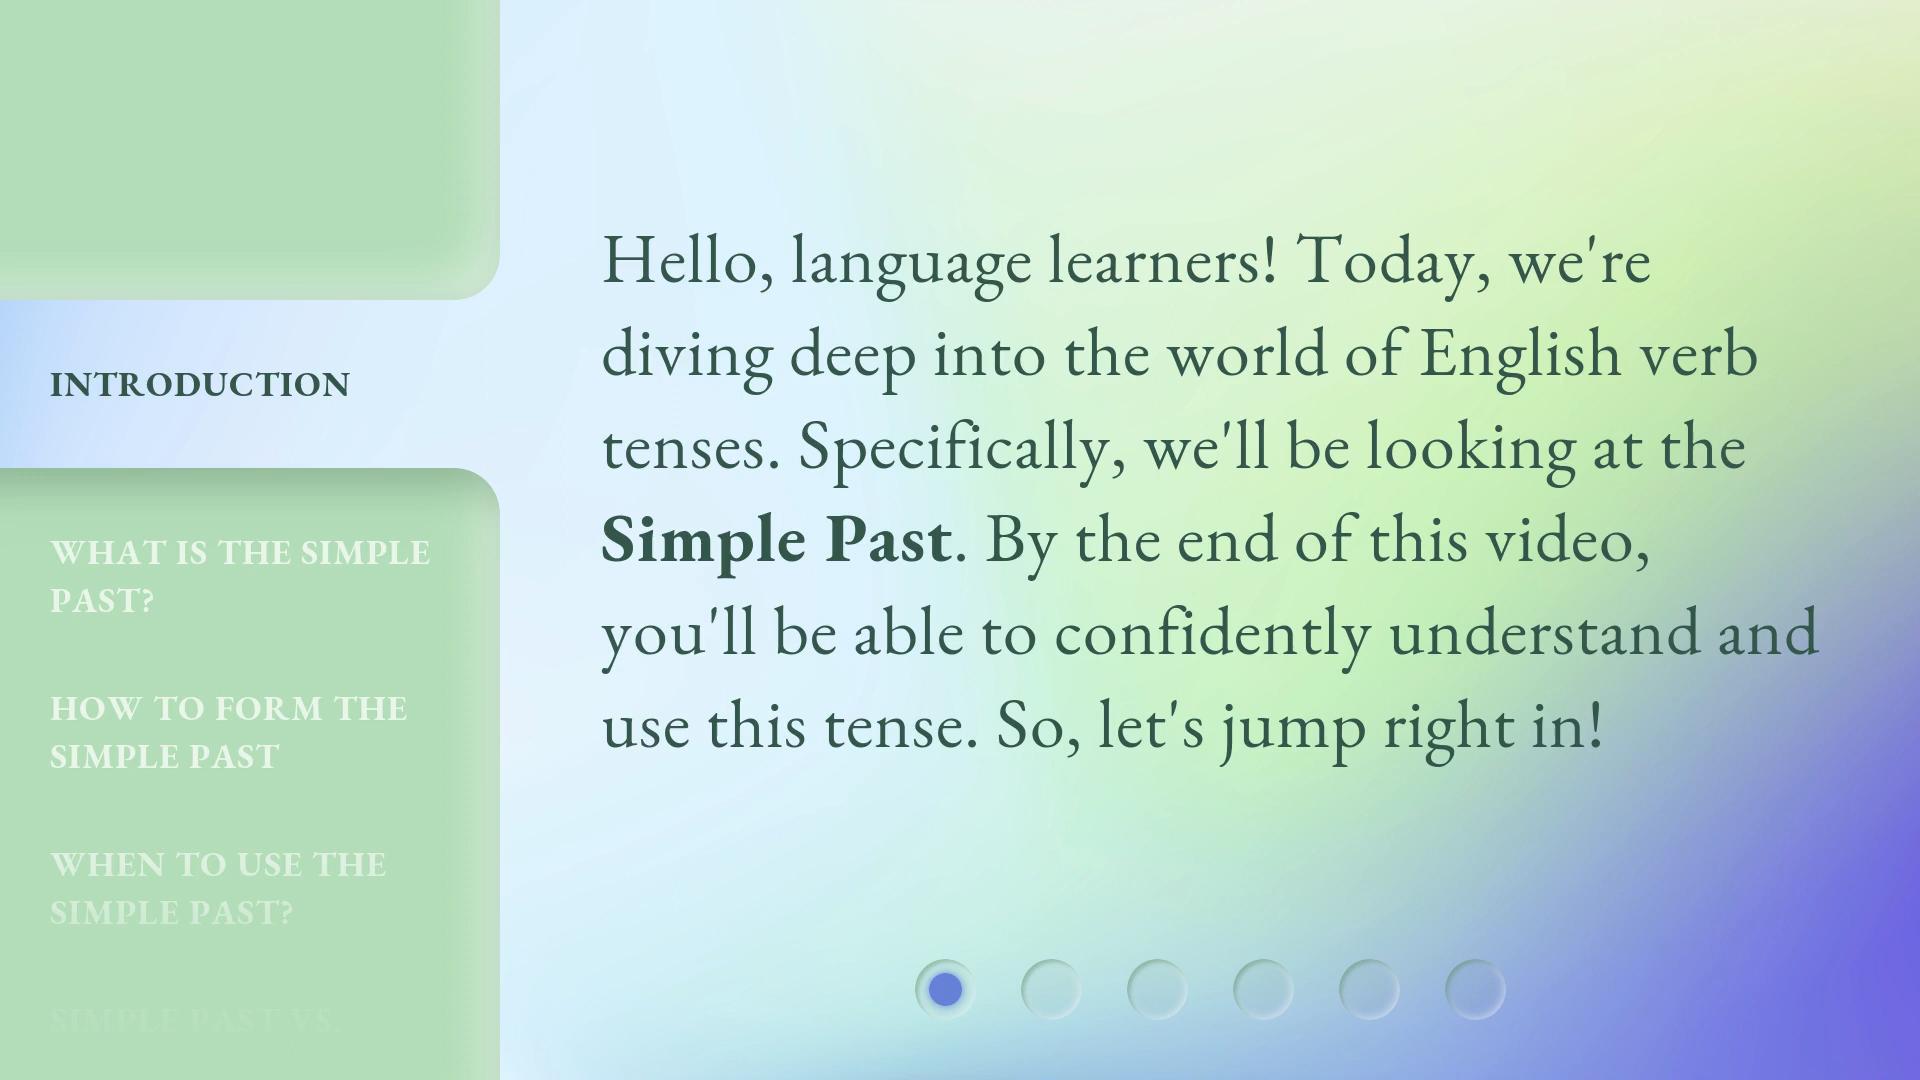 INTRODUCTION
WHAT IS THE SIMPLE
PAST?
HOW TO FORM THE
SIMPLE PAST
WHEN TO USE THE
SIMPLE PAST?
SIMPLE PAST VS.
Hello, language learners! Today, we're
diving deep into the world of English verb
tenses. Specifically, we'll be looking at the
Simple Past. By the end of this video,
you'll be able to confidently understand and
use this tense. So, let's jump right in!